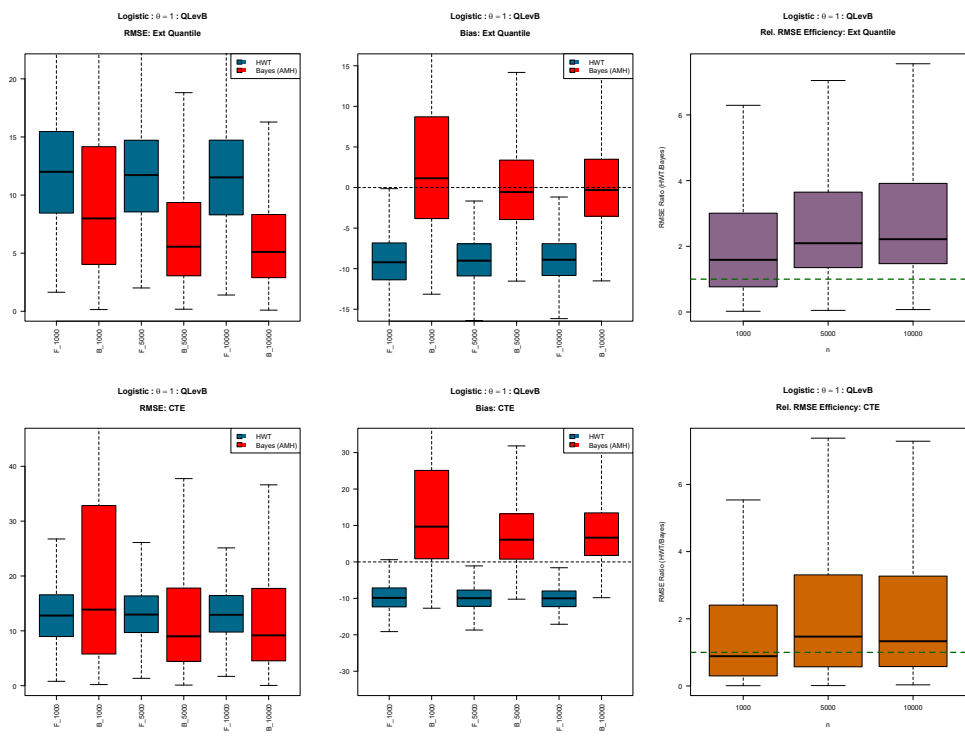 Logistic : θ = 1 : QLevB
RMSE: Ext Quantile
HWT
Bayes (AMH)
20
15
10
5
0
F_1000
B_1000
F_5000
B_5000
F_10000
B_10000
Logistic : θ = 1 : QLevB
Bias: Ext Quantile
HWT
Bayes (AMH)
15
10
5
0
-5
-10
-15
F_1000
B_1000
F_5000
B_5000
F_10000
B_10000
Logistic : θ = 1 : QLevB
Rel. RMSE Efficiency: Ext Quantile
RMSE Ratio (HWT/Bayes)
6
4
2
0
1000
5000
10000
n
Logistic : θ = 1 : QLevB
RMSE: CTE
HWT
Bayes (AMH)
40
30
20
10
0
F_1000
B_1000
F_5000
B_5000
F_10000
B_10000
Logistic : θ = 1 : QLevB
Bias: CTE
HWT
Bayes (AMH)
30
20
10
0
-10
-20
-30
F_1000
B_1000
F_5000
B_5000
F_10000
B_10000
Logistic : θ = 1 : QLevB
Rel. RMSE Efficiency: CTE
RMSE Ratio (HWT/Bayes)
6
4
2
0
1000
5000
10000
n